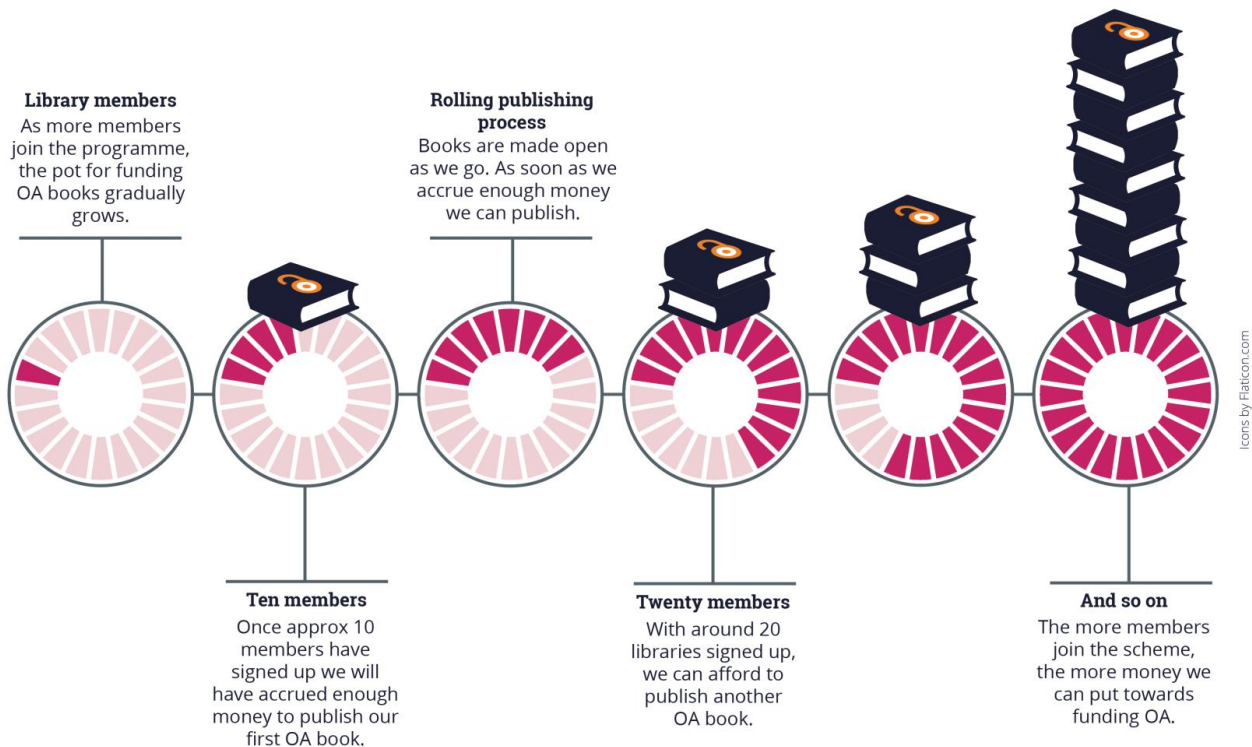 Library members
As more members
join the programme,
the pot for funding
OA books gradually
grows.
Ten members
Once approx 10
members have
signed up we will
have accrued enough
money to publish our
first OA book.
Rolling publishing
process
Books are made open
as we go. As soon as we
accrue enough money
we can publish.
Twenty members
With around 20
libraries signed up,
we can afford to
publish another
OA book.
And so on
The more members
join the scheme,
the more money we
can put towards
funding OA.
Icons by Flaticon.com